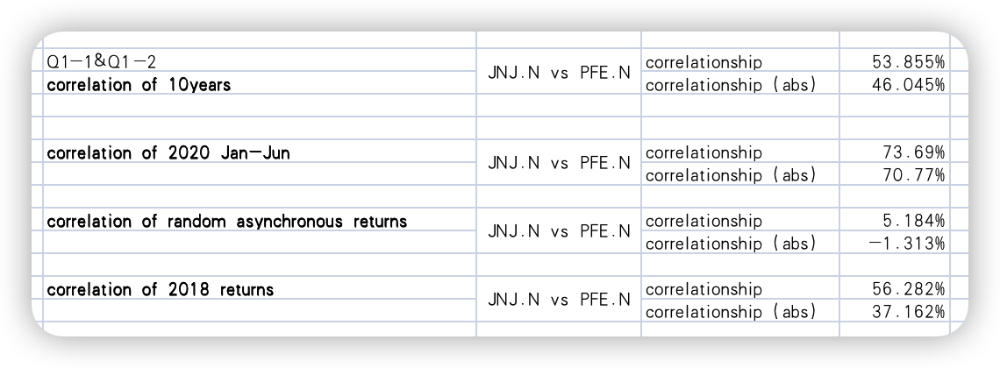 Q1-1&Q1-2
correlation of 10years
JNJ.N vs PFE.N
correlationship 53.855%
correlationship (abs) 46.045%
correlation of 2020 Jan-Jun
JNJ.N vs PFE.N
correlationship 73.69%
correlationship (abs) 70.77%
correlation of random asynchronous returns
JNJ.N vs PFE.N
correlationship 5.184%
correlationship (abs) -1.313%
correlation of 2018 returns
JNJ.N vs PFE.N
correlationship 56.282%
correlationship (abs) 37.162%